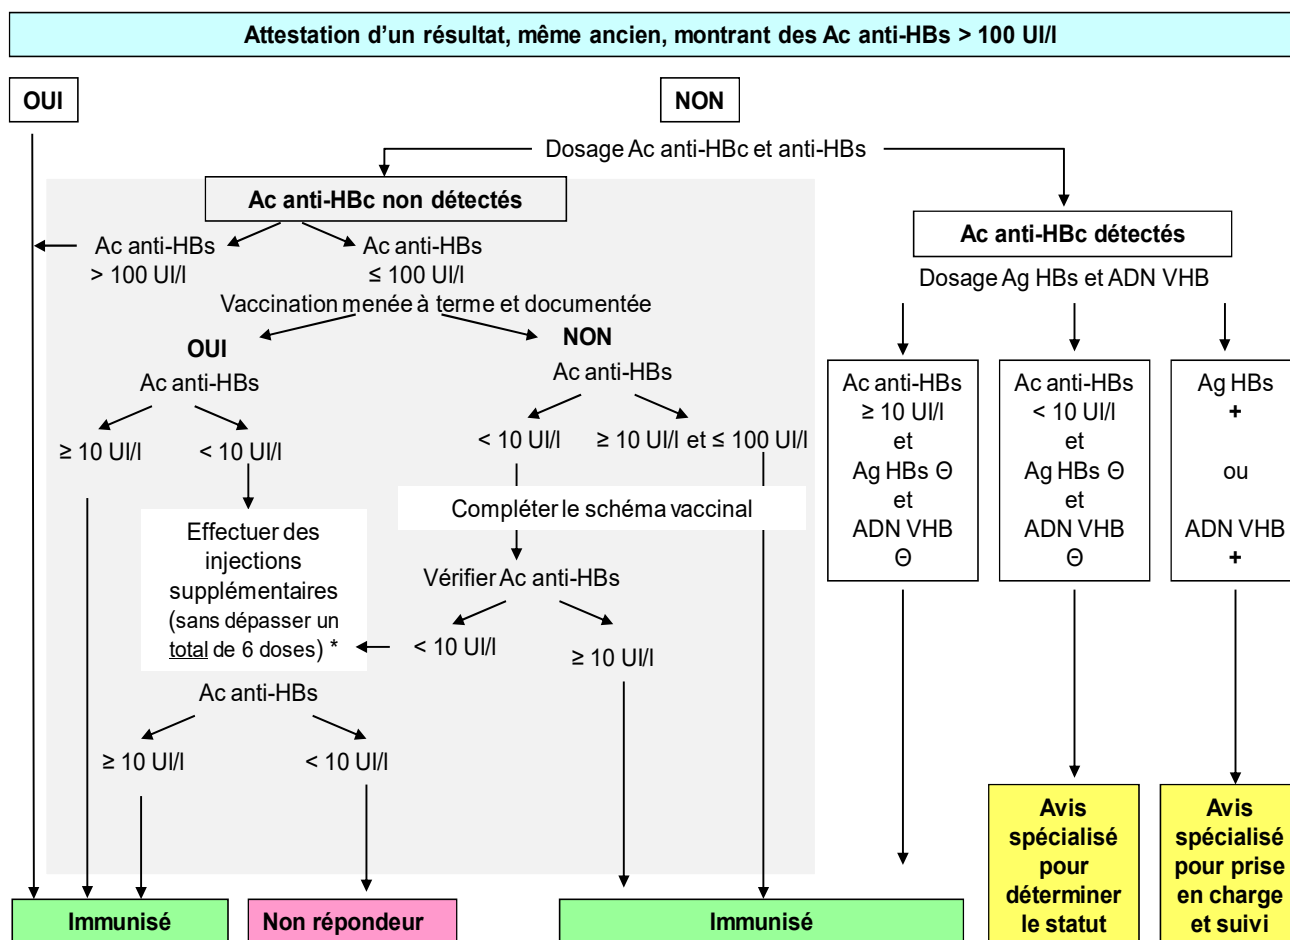 Attestation d’un résultat, même ancien, montrant des Ac anti-HBs > 100 UI/l
OUI
NON
Dosage Ac anti-HBc et anti-HBs
Ac anti-HBc non détectés
Ac anti-HBs
> 100 UI/l
Ac anti-HBs
≤ 100 UI/l
Vaccination menée à terme et documentée
OUI
Ac anti-HBs
≥ 10 UI/l
< 10 UI/l
Effectuer des
injections
supplémentaires
(sans dépasser un
total de 6 doses) *
Ac anti-HBs
≥ 10 UI/l
< 10 UI/l
NON
Ac anti-HBs
< 10 UI/l
≥ 10 UI/l et ≤ 100 UI/l
Compléter le schéma vaccinal
Vérifier Ac anti-HBs
< 10 UI/l
≥ 10 UI/l
Ac anti-HBc détectés
Dosage Ag HBs et ADN VHB
Ac anti-HBs
≥ 10 UI/l
et
Ag HBs Θ
et
ADN VHB
Θ
Ac anti-HBs
< 10 UI/l
et
Ag HBs Θ
et
ADN VHB
Θ
Ag HBs
+
ou
ADN VHB
+
Immunisé
Non répondeur
Immunisé
Avis
spécialisé
pour
déterminer
le statut
Avis
spécialisé
pour prise
en charge
et suivi